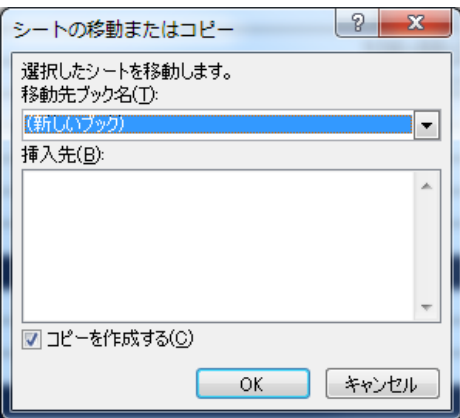 シートの移動またはコピー
選択したシートを移動します。
移動先ブック名(T):
(新しいブック)
挿入先(B):
コピーを作成する(C)
OK
キャンセル